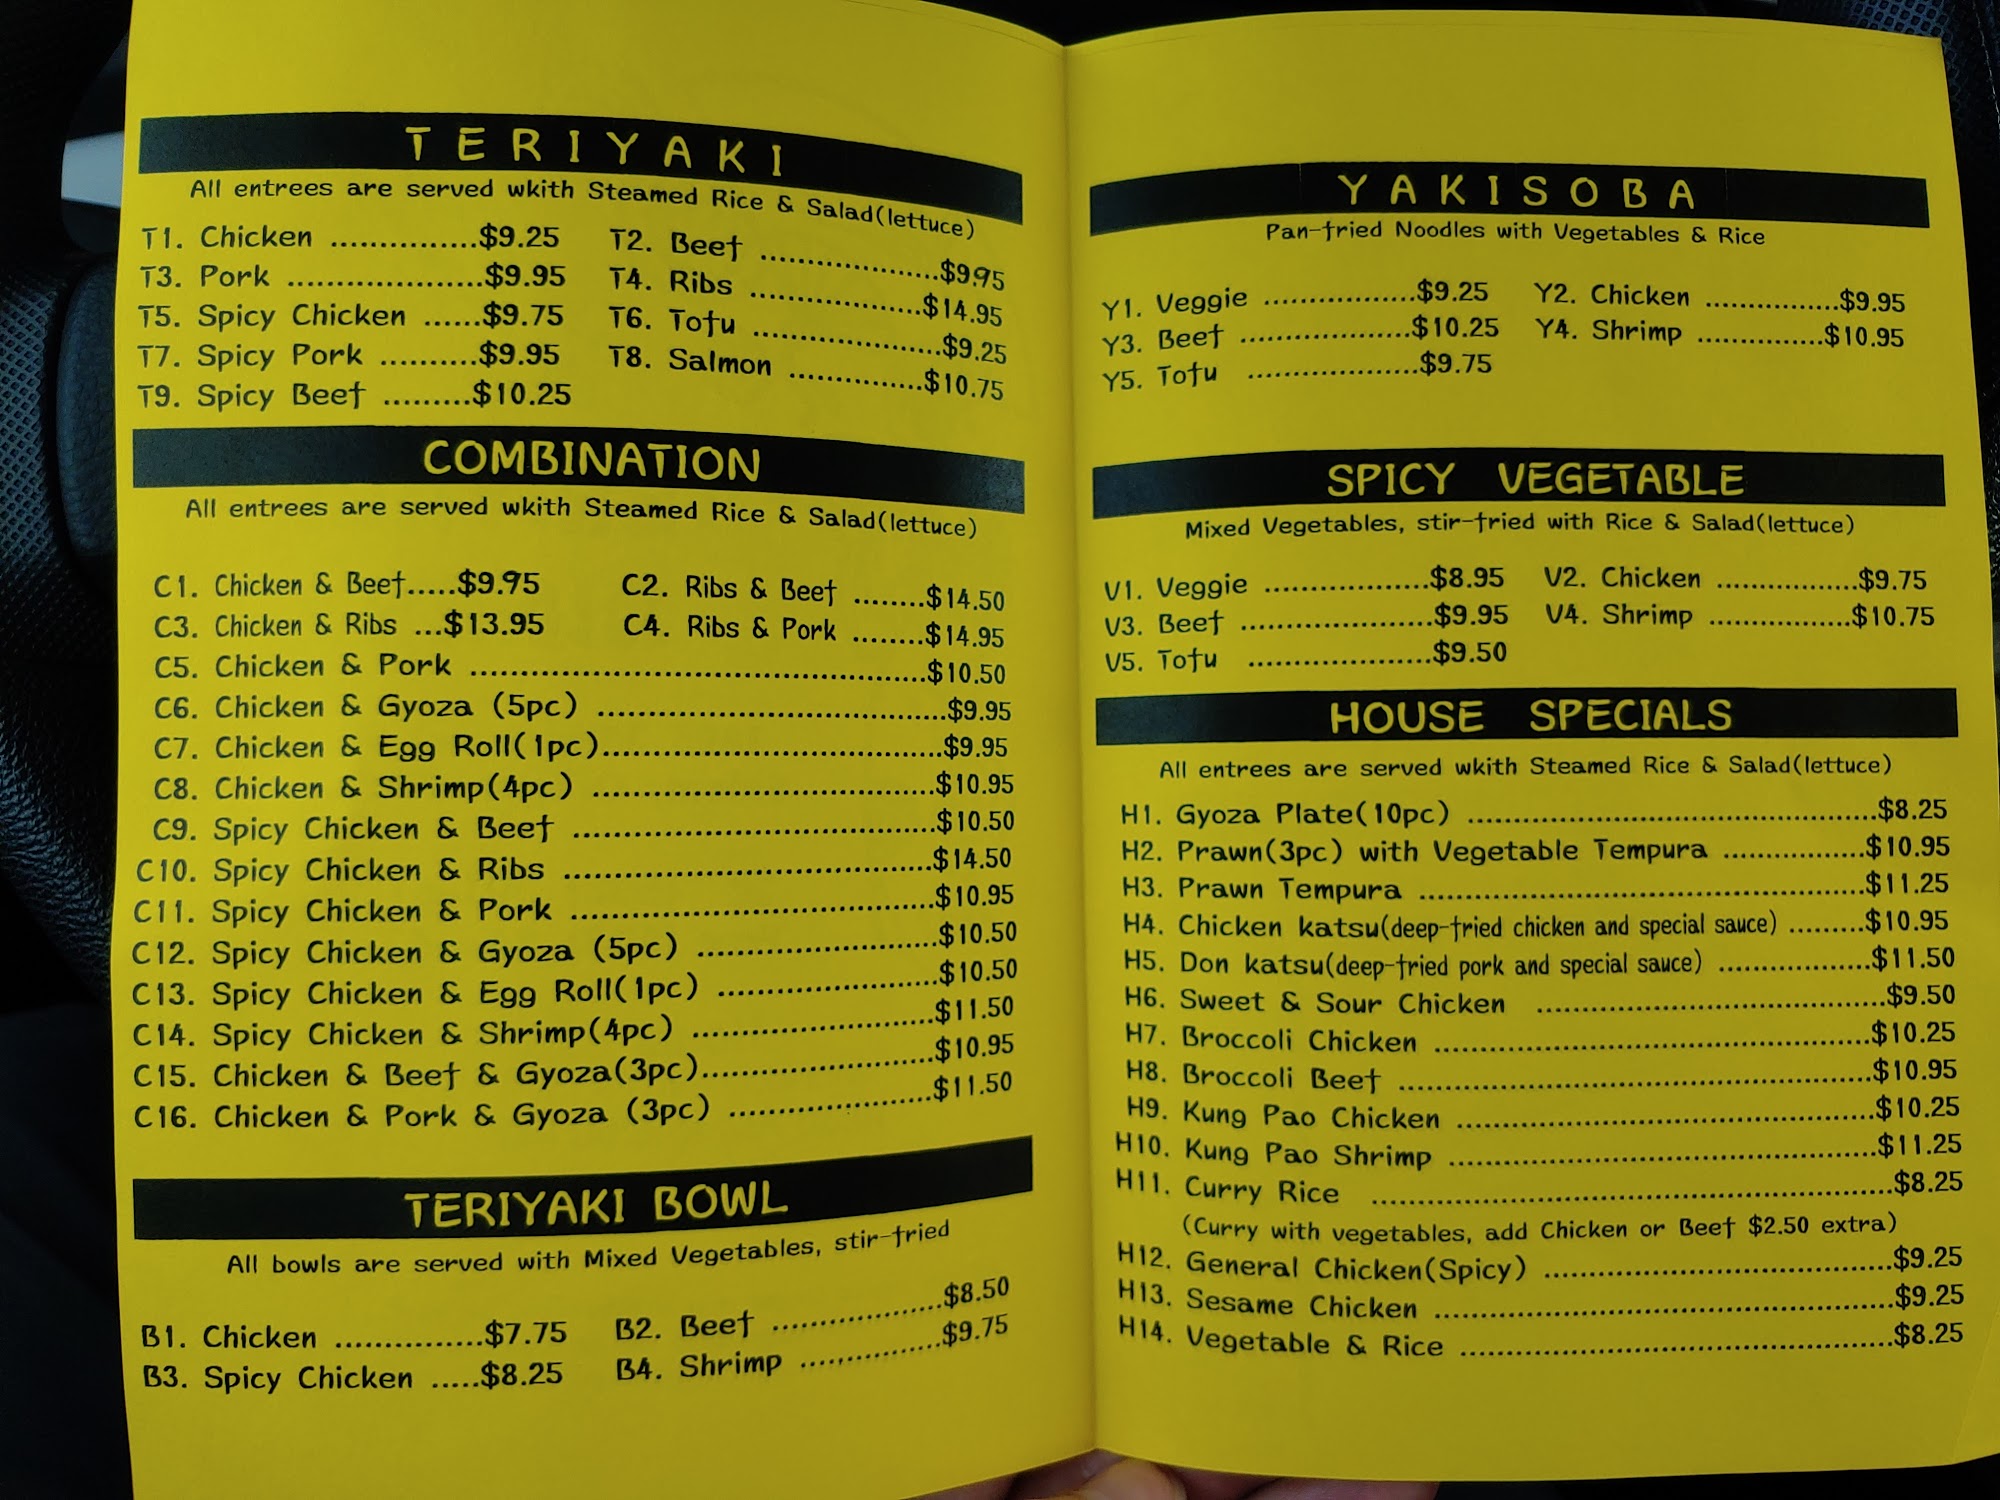 TERIYAKI
All entrees are served wkith Steamed Rice & Salad(lettuce)
T1. Chicken ...............$9.25 T2. Beef ...................$9.95
T3. Pork ....................$9.95 T4. Ribs ..................$14.95
T5. Spicy Chicken ......$9.75 T6. Tofu ....................$9.25
T7. Spicy Pork ..........$9.95 T8. Salmon ..............$10.75
T9. Spicy Beef .........$10.25
COMBINATION
All entrees are served wkith Steamed Rice & Salad(lettuce)
C1. Chicken & Beef.....$9.95 C2. Ribs & Beef ........$14.50
C3. Chicken & Ribs ...$13.95 C4. Ribs & Pork ........$14.95
C5. Chicken & Pork ..............................................$10.50
C6. Chicken & Gyoza (5pc) ...................................$9.95
C7. Chicken & Egg Roll(1pc)..................................$9.95
C8. Chicken & Shrimp(4pc) ..................................$10.95
C9. Spicy Chicken & Beef ....................................$10.50
C10. Spicy Chicken & Ribs .....................................$14.50
C11. Spicy Chicken & Pork ....................................$10.95
C12. Spicy Chicken & Gyoza (5pc) ........................$10.50
C13. Spicy Chicken & Egg Roll(1pc) ......................$10.50
C14. Spicy Chicken & Shrimp(4pc) ........................$11.50
C15. Chicken & Beef & Gyoza(3pc).......................$10.95
C16. Chicken & Pork & Gyoza (3pc) ....................$11.50
TERIYAKI BOWL
All bowls are served with Mixed Vegetables, stir-fried
B1. Chicken ...............$7.75 B2. Beef .................$8.50
B3. Spicy Chicken .....$8.25 B4. Shrimp ..............$9.75
YAKISOBA
Pan-fried Noodles with Vegetables & Rice
Y1. Veggie ................$9.25 Y2. Chicken ..............$9.95
Y3. Beef .................$10.25 Y4. Shrimp .............$10.95
Y5. Tofu ..................$9.75
SPICY VEGETABLE
Mixed Vegetables, stir-fried with Rice & Salad(lettuce)
V1. Veggie .................$8.95 V2. Chicken ...............$9.75
V3. Beef ....................$9.95 V4. Shrimp ...............$10.75
V5. Tofu ...................$9.50
HOUSE SPECIALS
All entrees are served wkith Steamed Rice & Salad(lettuce)
H1. Gyoza Plate(10pc) ..........................................$8.25
H2. Prawn(3pc) with Vegetable Tempura ...............$10.95
H3. Prawn Tempura ..............................................$11.25
H4. Chicken katsu(deep-fried chicken and special sauce) .........$10.95
H5. Don katsu(deep-fried pork and special sauce) ................$11.50
H6. Sweet & Sour Chicken ....................................$9.50
H7. Broccoli Chicken .............................................$10.25
H8. Broccoli Beef .................................................$10.95
H9. Kung Pao Chicken ...........................................$10.25
H10. Kung Pao Shrimp ............................................$11.25
H11. Curry Rice .....................................................$8.25
(Curry with vegetables, add Chicken or Beef $2.50 extra)
H12. General Chicken(Spicy) ...................................$9.25
H13. Sesame Chicken ..............................................$9.25
H14. Vegetable & Rice ............................................$8.25